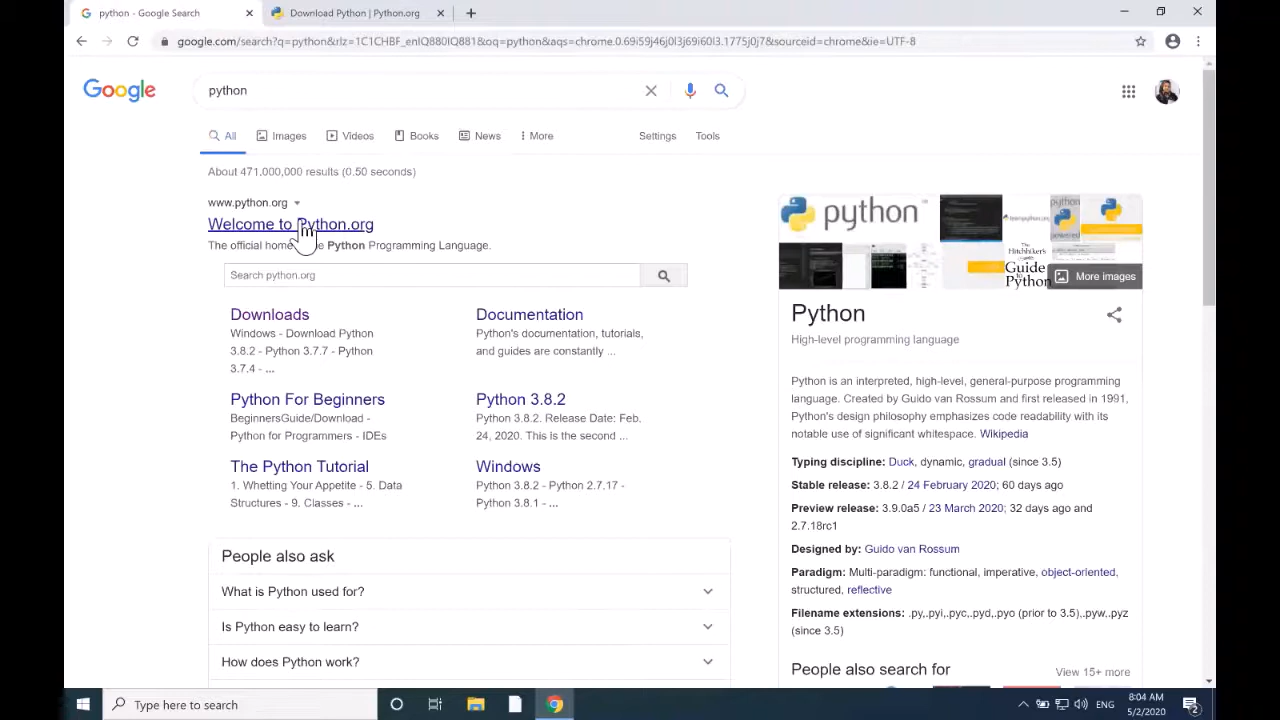 python - Google Search
Download Python | Python.org
google.com/search?q=python&rlz=1C1CHBF_enIQ880IQ881&oq=python&aqs=chrome.0.69i59j46j0l3j69i60l3.1775j0j7&sourceid=chrome&ie=UTF-8
Google
python
All
Images
Videos
Books
News
More
Settings
Tools
About 471,000,000 results (0.50 seconds)
www.python.org
Welcome to Python.org
The official home Python Programming Language.
Search python.org
Downloads
Windows - Download Python
3.8.2 - Python 3.7.7 - Python
3.7.4 - ...
Documentation
Python's documentation, tutorials,
and guides are constantly ...
Python For Beginners
BeginnersGuide/Download -
Python for Programmers - IDEs
Python 3.8.2
Python 3.8.2. Release Date: Feb.
24, 2020. This is the second ...
The Python Tutorial
1. Whetting Your Appetite - 5. Data
Structures - 9. Classes - ...
Windows
Python 3.8.2 - Python 2.7.17 -
Python 3.8.1 - ...
People also ask
What is Python used for?
Is Python easy to learn?
How does Python work?
python
python
The
Hitchhiker's
Guide
to
Python
More images
Python
High-level programming language
Python is an interpreted, high-level, general-purpose programming
language. Created by Guido van Rossum and first released in 1991,
Python's design philosophy emphasizes code readability with its
notable use of significant whitespace. Wikipedia
Typing discipline: Duck, dynamic, gradual (since 3.5)
Stable release: 3.8.2 / 24 February 2020; 60 days ago
Preview release: 3.9.0a5 / 23 March 2020; 32 days ago and
2.7.18rc1
Designed by: Guido van Rossum
Paradigm: Multi-paradigm: functional, imperative, object-oriented,
structured, reflective
Filename extensions: .py,.pyi,.pyc,.pyd,.pyo (prior to 3.5),.pyw,.pyz
(since 3.5)
People also search for
View 15+ more
Type here to search
ENG
8:04 AM
5/2/2020
2